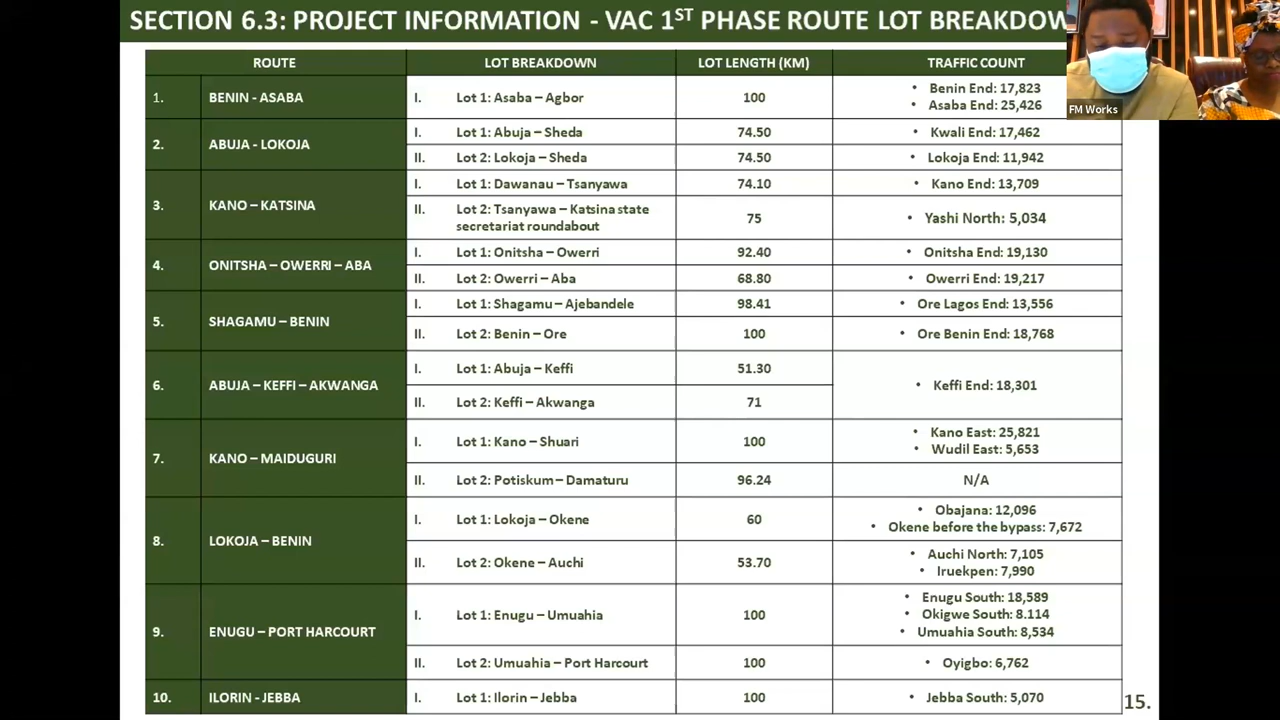 SECTION 6.3: PROJECT INFORMATION - VAC 1ST PHASE ROUTE LOT BREAKDOW
ROUTE LOT BREAKDOWN LOT LENGTH (KM) TRAFFIC COUNT
FM Works
1. BENIN - ASABA I. Lot 1: Asaba – Agbor 100 • Benin End: 17,823
• Asaba End: 25,426
2. ABUJA - LOKOJA I. Lot 1: Abuja – Sheda 74.50 • Kwali End: 17,462
II. Lot 2: Lokoja – Sheda 74.50 • Lokoja End: 11,942
3. KANO – KATSINA I. Lot 1: Dawanau – Tsanyawa 74.10 • Kano End: 13,709
II. Lot 2: Tsanyawa – Katsina state
secretariat roundabout 75 • Yashi North: 5,034
4. ONITSHA – OWERRI – ABA I. Lot 1: Onitsha – Owerri 92.40 • Onitsha End: 19,130
II. Lot 2: Owerri – Aba 68.80 • Owerri End: 19,217
5. SHAGAMU – BENIN I. Lot 1: Shagamu – Ajebandele 98.41 • Ore Lagos End: 13,556
II. Lot 2: Benin – Ore 100 • Ore Benin End: 18,768
6. ABUJA – KEFFI – AKWANGA I. Lot 1: Abuja – Keffi 51.30 • Keffi End: 18,301
II. Lot 2: Keffi – Akwanga 71
7. KANO – MAIDUGURI I. Lot 1: Kano – Shuari 100 • Kano East: 25,821
• Wudil East: 5,653
II. Lot 2: Potiskum – Damaturu 96.24 N/A
8. LOKOJA – BENIN I. Lot 1: Lokoja – Okene 60 • Obajana: 12,096
• Okene before the bypass: 7,672
II. Lot 2: Okene – Auchi 53.70 • Auchi North: 7,105
• Iruekpen: 7,990
9. ENUGU – PORT HARCOURT I. Lot 1: Enugu – Umuahia 100 • Enugu South: 18,589
• Okigwe South: 8.114
• Umuahia South: 8,534
II. Lot 2: Umuahia – Port Harcourt 100 • Oyigbo: 6,762
10. ILORIN - JEBBA I. Lot 1: Ilorin – Jebba 100 • Jebba South: 5,070
15.